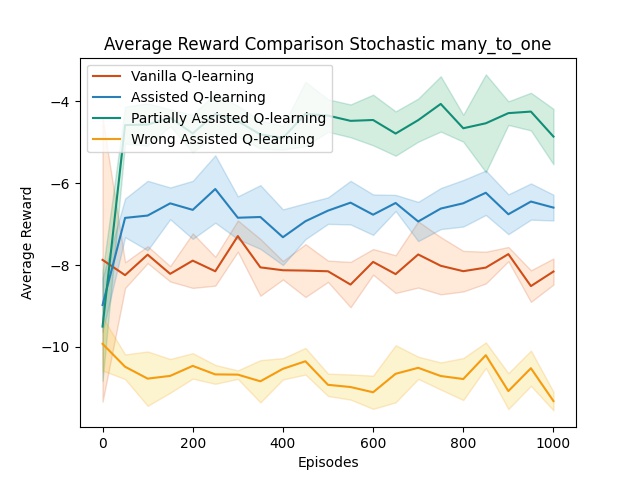 Average Reward Comparison Stochastic many_to_one
Vanilla Q-learning
Assisted Q-learning
Partially Assisted Q-learning
Wrong Assisted Q-learning
−4
−6
−8
−10
Average Reward
0 200 400 600 800 1000
Episodes